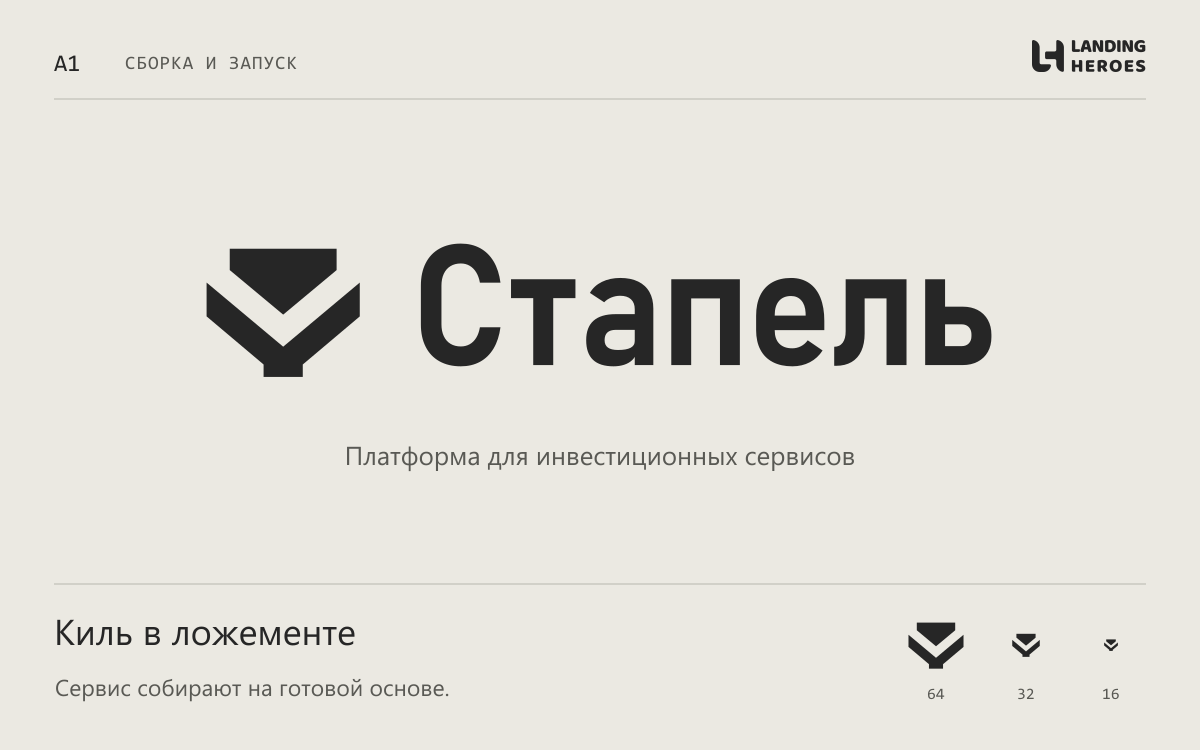 A1
СБОРКА И ЗАПУСК
LANDING
HEROES
Стапель
Платформа для инвестиционных сервисов
Киль в ложементе
Сервис собирают на готовой основе.
64
32
16